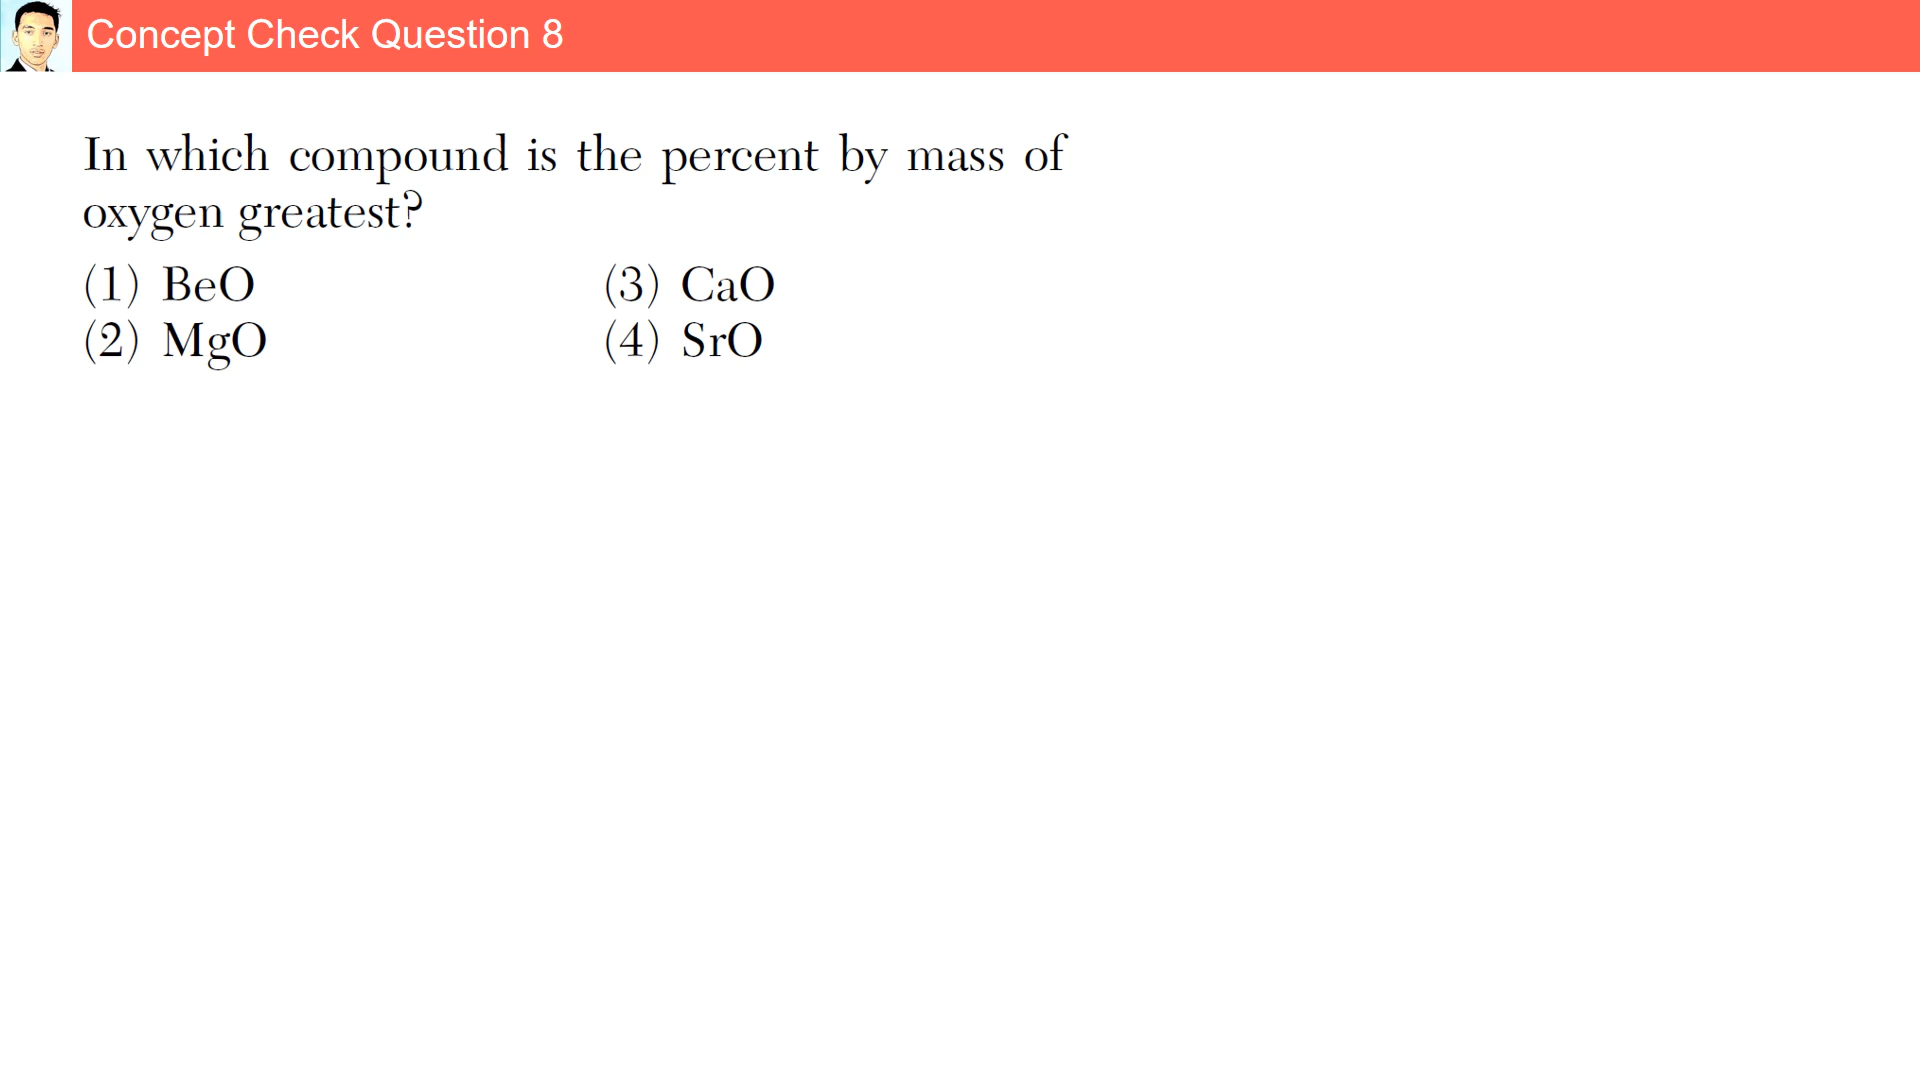 Concept Check Question 8
In which compound is the percent by mass of
oxygen greatest?
(1) BeO (3) CaO
(2) MgO (4) SrO